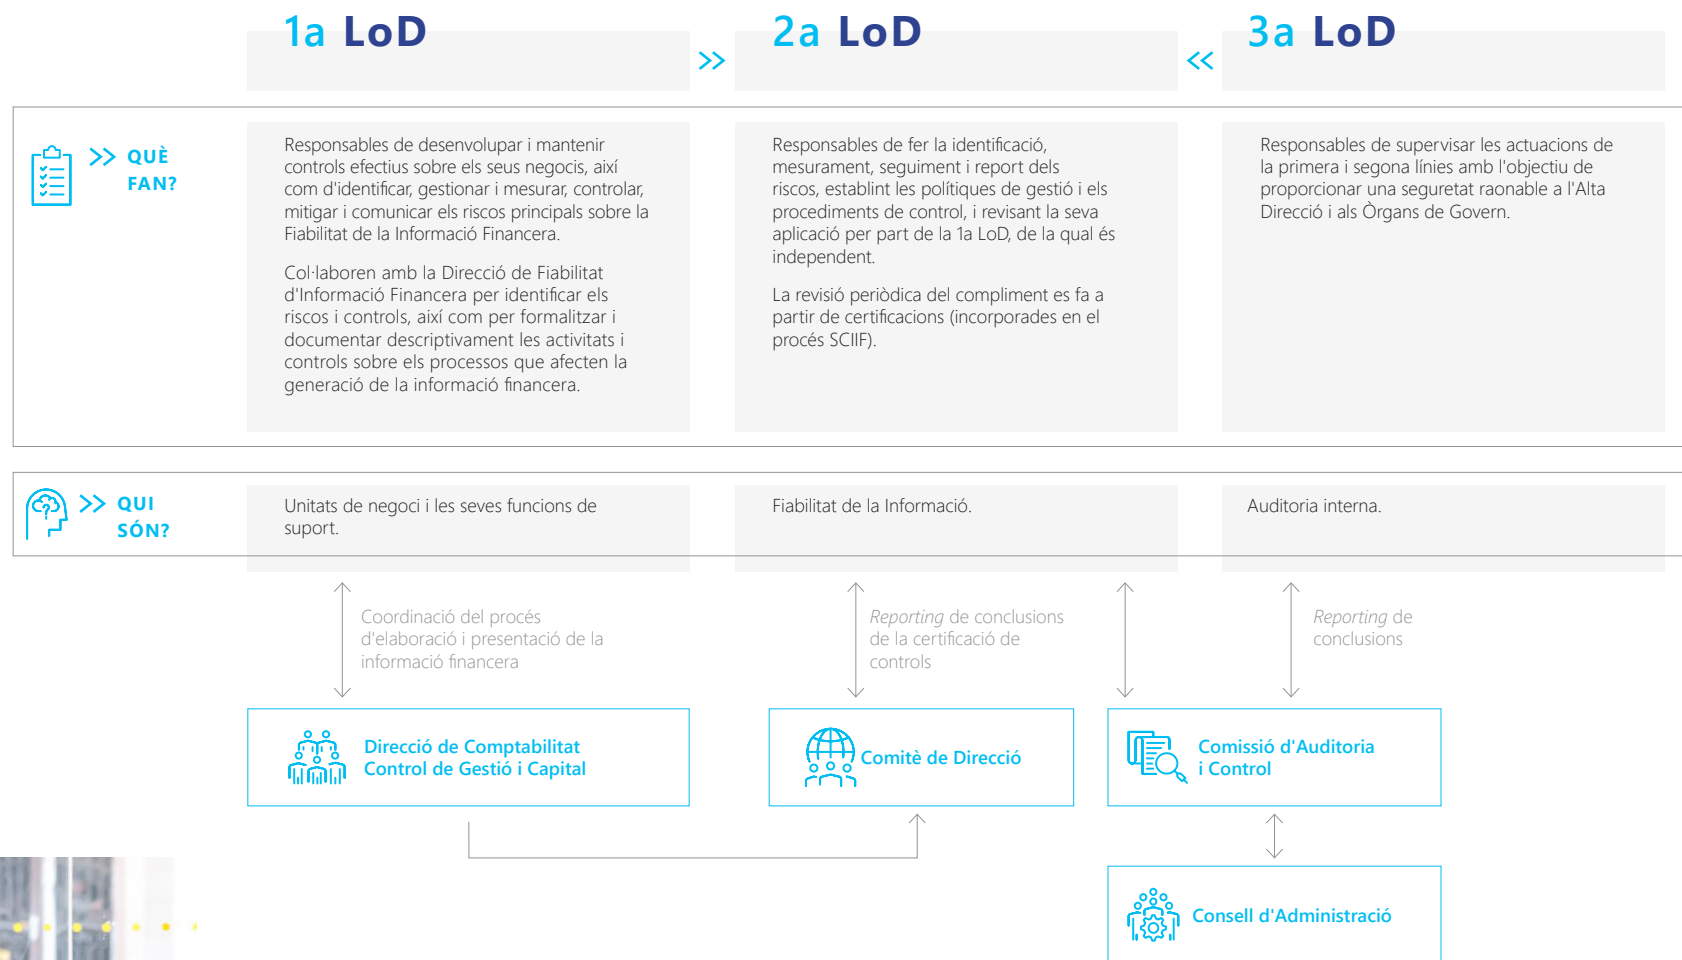 1a LoD
2a LoD
3a LoD
QUÈ
FAN?
Responsables de desenvolupar i mantenir
controls efectius sobre els seus negocis, així
com d'identificar, gestionar i mesurar, controlar,
mitigar i comunicar els riscos principals sobre la
Fiabilitat de la Informació Financera.
Col·laboren amb la Direcció de Fiabilitat
d'Informació Financera per identificar els
riscos i controls, així com per formalitzar i
documentar descriptivament les activitats i
controls sobre els processos que afecten la
generació de la informació financera.
Responsables de fer la identificació,
mesurament, seguiment i report dels
riscos, establint les polítiques de gestió i els
procediments de control, i revisant la seva
aplicació per part de la 1a LoD, de la qual és
independent.
La revisió periòdica del compliment es fa a
partir de certificacions (incorporades en el
procés SCIIF).
Responsables de supervisar les actuacions de
la primera i segona línies amb l'objectiu de
proporcionar una seguretat raonable a l'Alta
Direcció i als Òrgans de Govern.
QUI
SÓN?
Unitats de negoci i les seves funcions de
suport.
Fiabilitat de la Informació.
Auditoria interna.
Coordinació del procés
d'elaboració i presentació de la
informació financera
Reporting de conclusions
de la certificació de
controls
Reporting de
conclusions
Direcció de Comptabilitat
Control de Gestió i Capital
Comitè de Direcció
Comissió d'Auditoria
i Control
Consell d'Administració